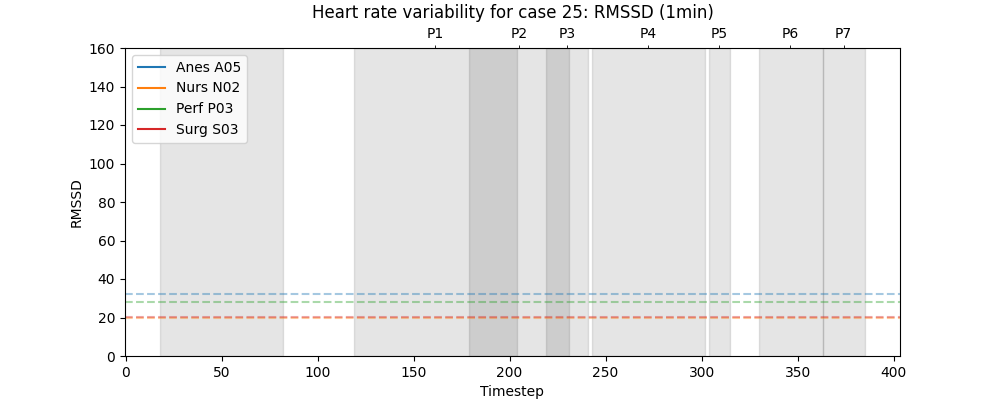 Heart rate variability for case 25: RMSSD (1min)
P1 P2 P3 P4 P5 P6 P7
160
140
120
100
80
60
40
20
0
RMSSD
Anes A05
Nurs N02
Perf P03
Surg S03
0 50 100 150 200 250 300 350 400
Timestep